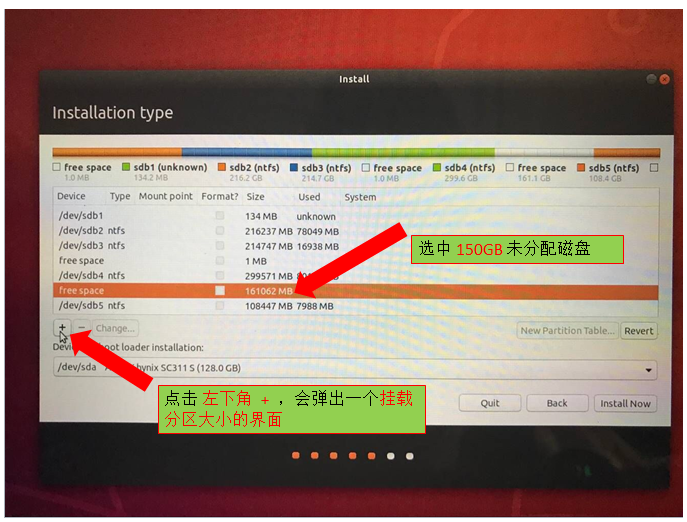 Install
Installation type
free space sdb1 (unknown) sdb2 (ntfs) sdb3 (ntfs) free space sdb4 (ntfs) free space sdb5 (ntfs)
1.0 MB 134.2 MB 216.2 GB 214.7 GB 1.0 MB 299.6 GB 161.1 GB 108.4 GB
Device Type Mount point Format? Size Used System
/dev/sdb1 134 MB unknown
/dev/sdb2 ntfs 216237 MB 78049 MB
/dev/sdb3 ntfs 214747 MB 16938 MB
free space 1 MB
/dev/sdb4 ntfs 299571 MB
free space 161062 MB
/dev/sdb5 ntfs 108447 MB 7988 MB
选中 150GB 未分配磁盘
+ − Change... New Partition Table... Revert
boot loader installation:
/dev/sda hynix SC311 S (128.0 GB)
点击 左下角 + ，会弹出一个挂载
分区大小的界面
Quit Back Install Now